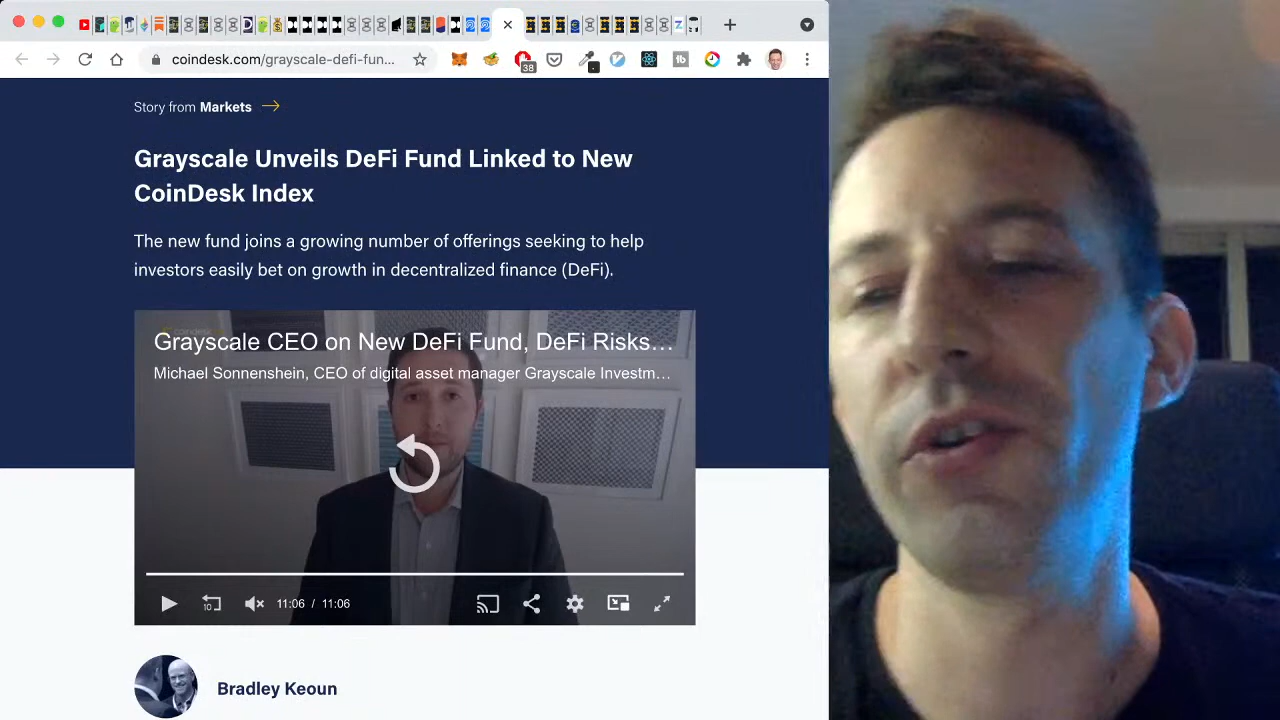 coindesk.com/grayscale-defi-fun...
38
Story from Markets
Grayscale Unveils DeFi Fund Linked to New
CoinDesk Index
The new fund joins a growing number of offerings seeking to help
investors easily bet on growth in decentralized finance (DeFi).
coindesk
Grayscale CEO on New DeFi Fund, DeFi Risks...
Michael Sonnenshein, CEO of digital asset manager Grayscale Investm...
10
11:06 / 11:06
Bradley Keoun